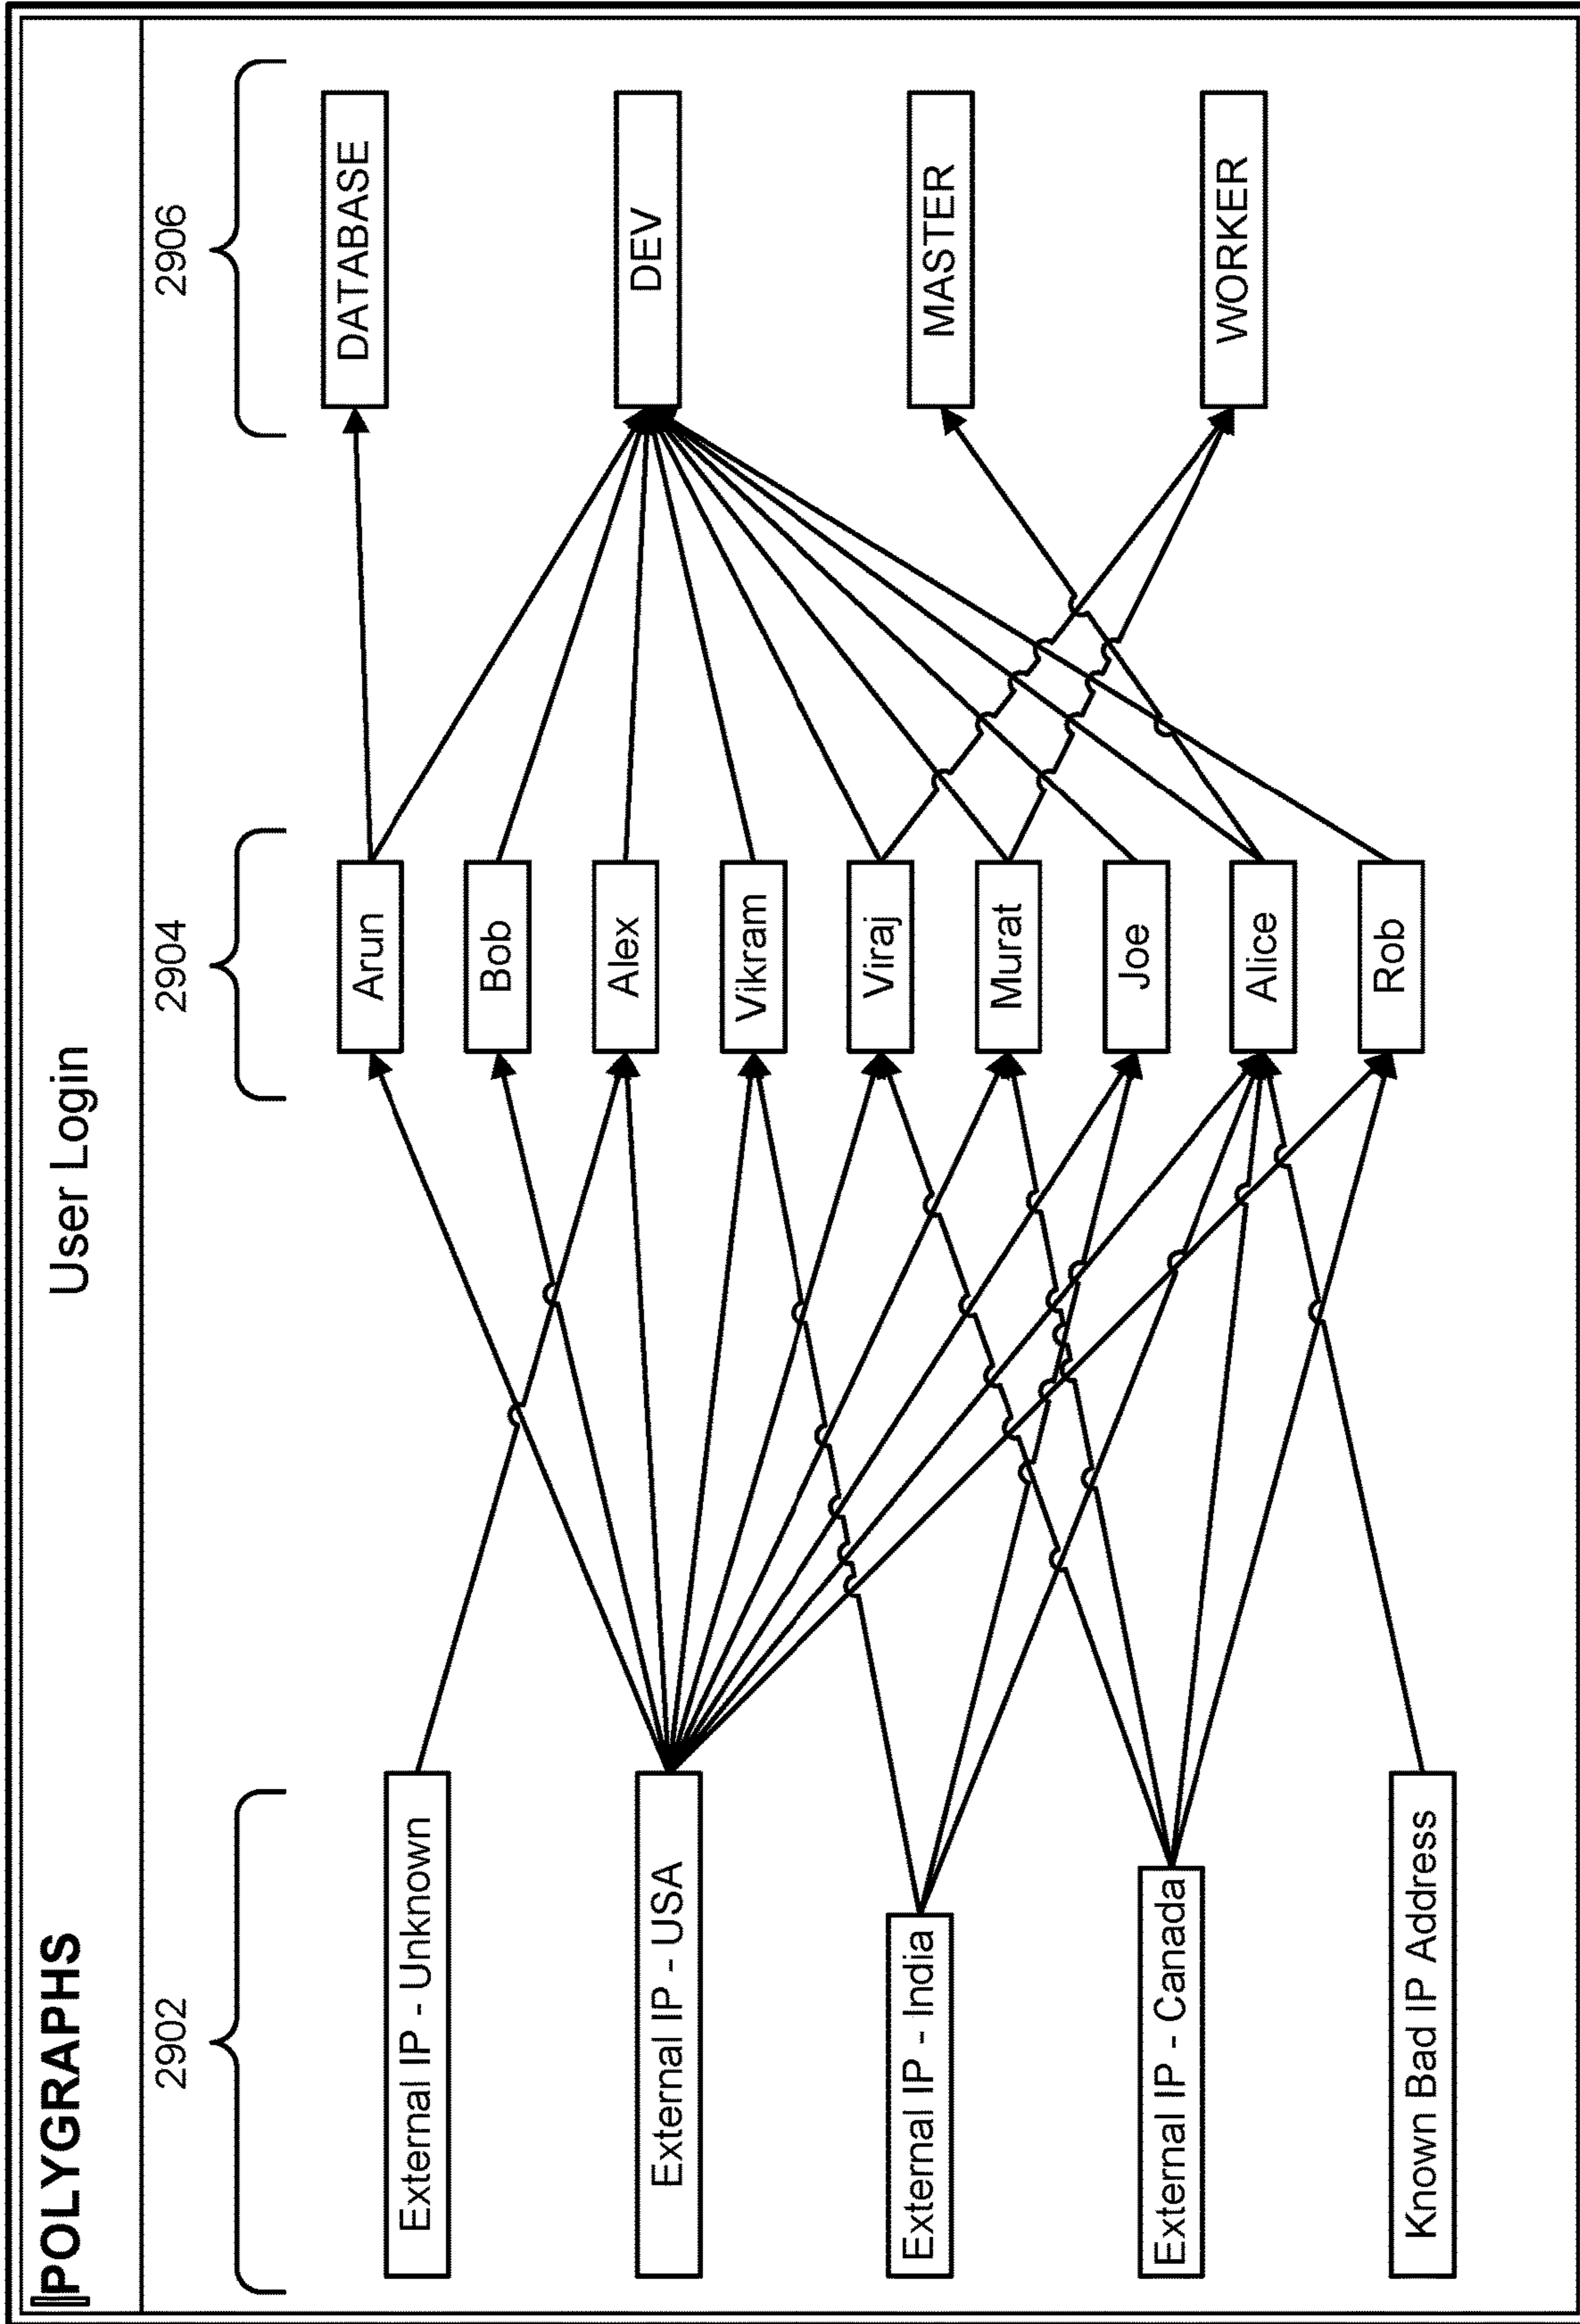 POLYGRAPHS
User Login
2902
2904
2906
External IP - Unknown
External IP - USA
External IP - India
External IP - Canada
Known Bad IP Address
Arun
Bob
Alex
Vikram
Viraj
Murat
Joe
Alice
Rob
DATABASE
DEV
MASTER
WORKER